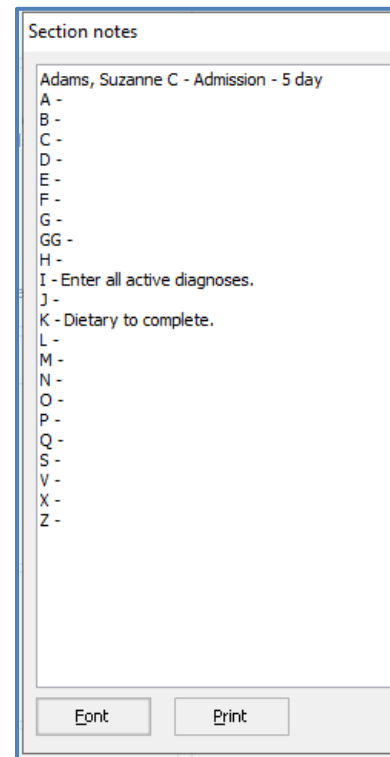 Section notes
Adams, Suzanne C - Admission - 5 day
A -
B -
C -
D -
E -
F -
G -
GG -
H -
I - Enter all active diagnoses.
J -
K - Dietary to complete.
L -
M -
N -
O -
P -
Q -
S -
V -
X -
Z -
Font
Print